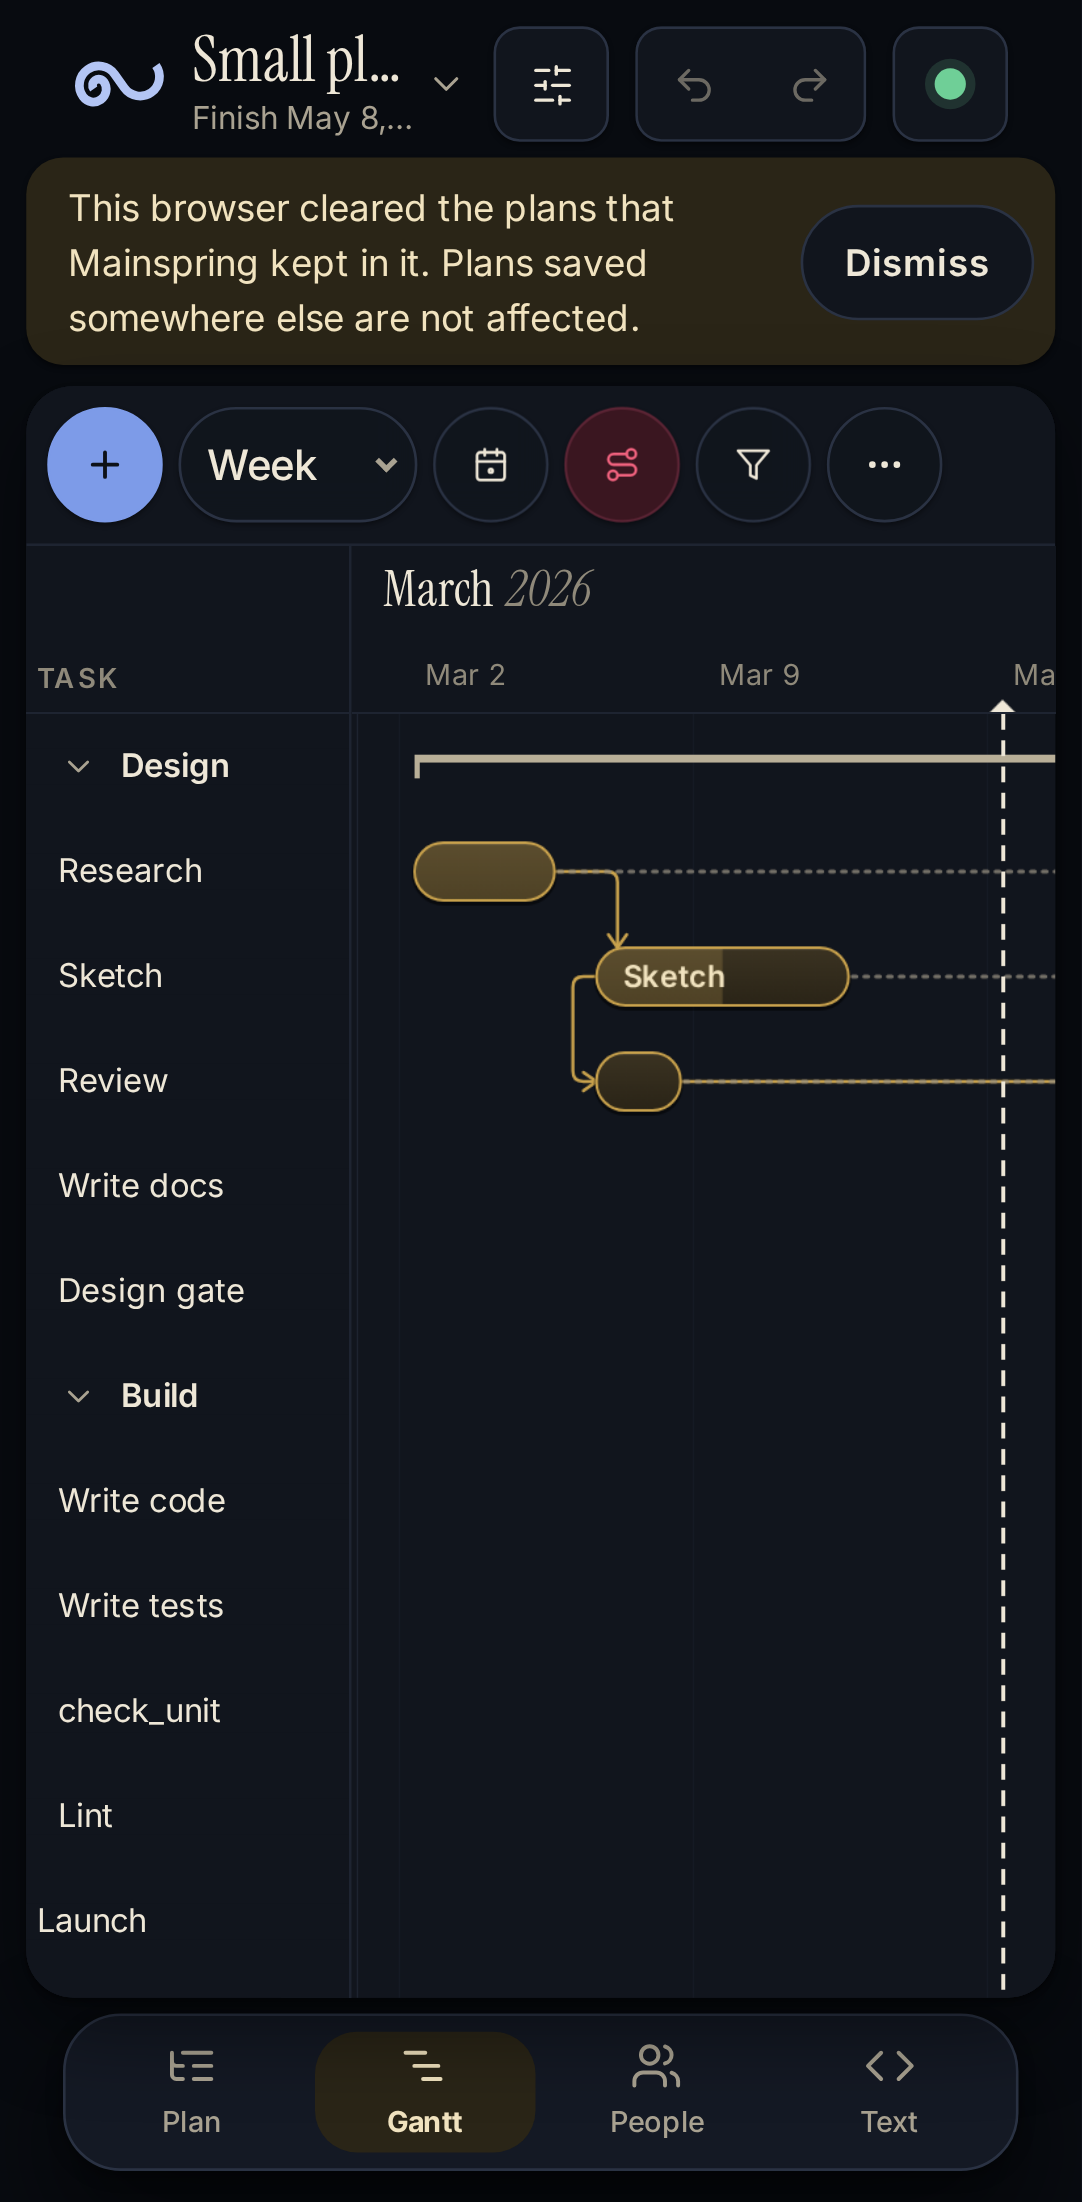 Small pl...
Finish May 8,...
This browser cleared the plans that
Mainspring kept in it. Plans saved
somewhere else are not affected.
Dismiss
Week
March 2026
TASK
Mar 2
Mar 9
Ma
Design
Research
Sketch
Sketch
Review
Write docs
Design gate
Build
Write code
Write tests
check_unit
Lint
Launch
Plan
Gantt
People
Text